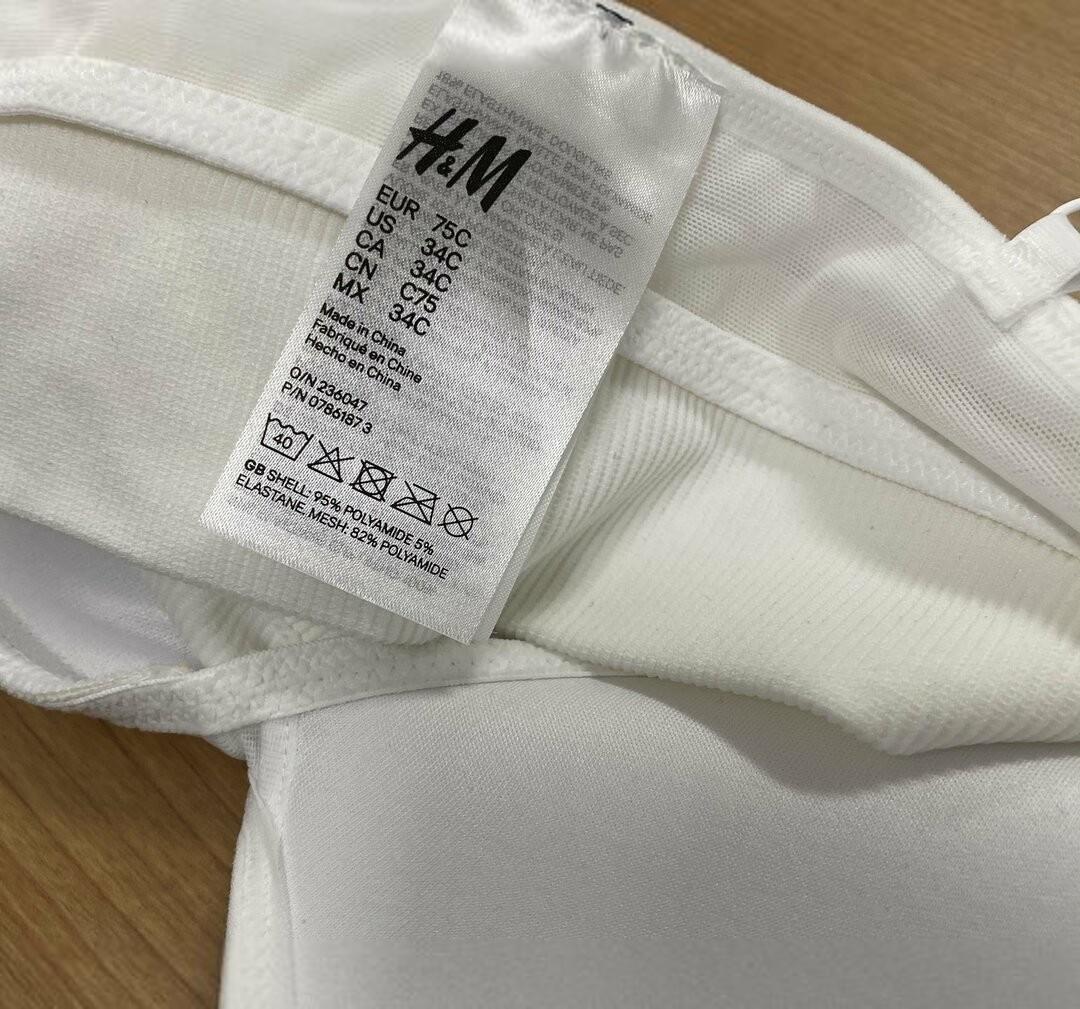 H&M
EUR 75C
US 34C
CA 34C
CN C75
MX 34C
Made in China
Fabriqué en Chine
Hecho en China
O/N 236047
P/N 0786187 3
40
GB SHELL: 95% POLYAMIDE 5%
ELASTANE, MESH: 82% POLYAMIDE